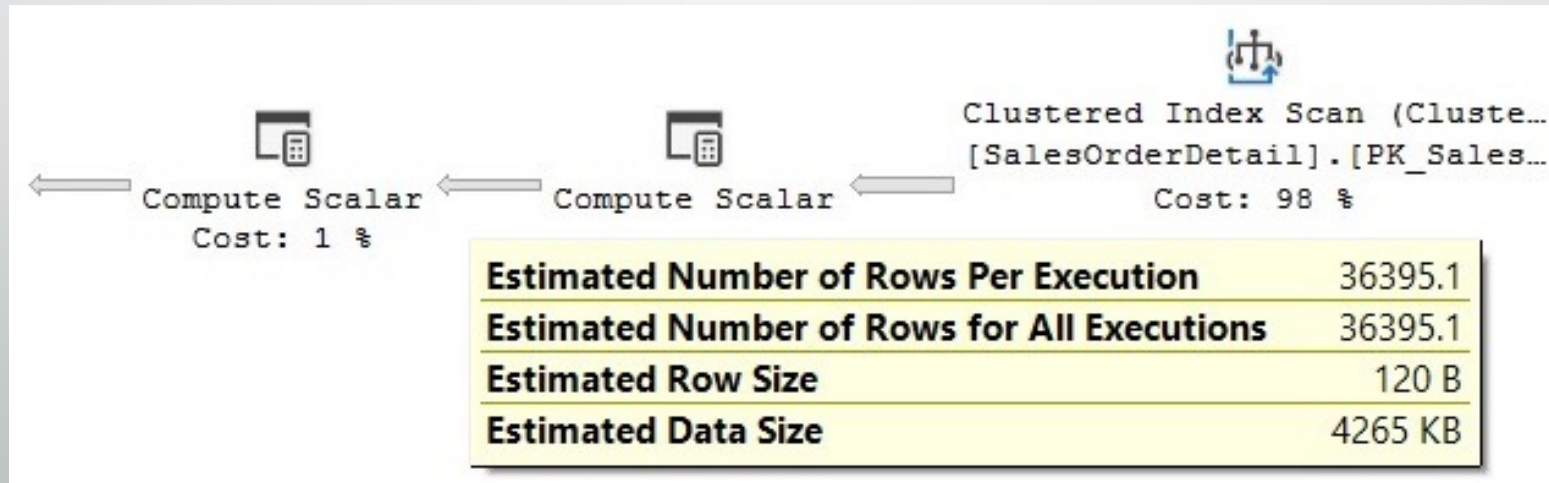 Clustered Index Scan (Cluste…
[SalesOrderDetail].[PK_Sales…
Cost: 98 %
Compute Scalar
Compute Scalar
Cost: 1 %
Estimated Number of Rows Per Execution 36395.1
Estimated Number of Rows for All Executions 36395.1
Estimated Row Size 120 B
Estimated Data Size 4265 KB